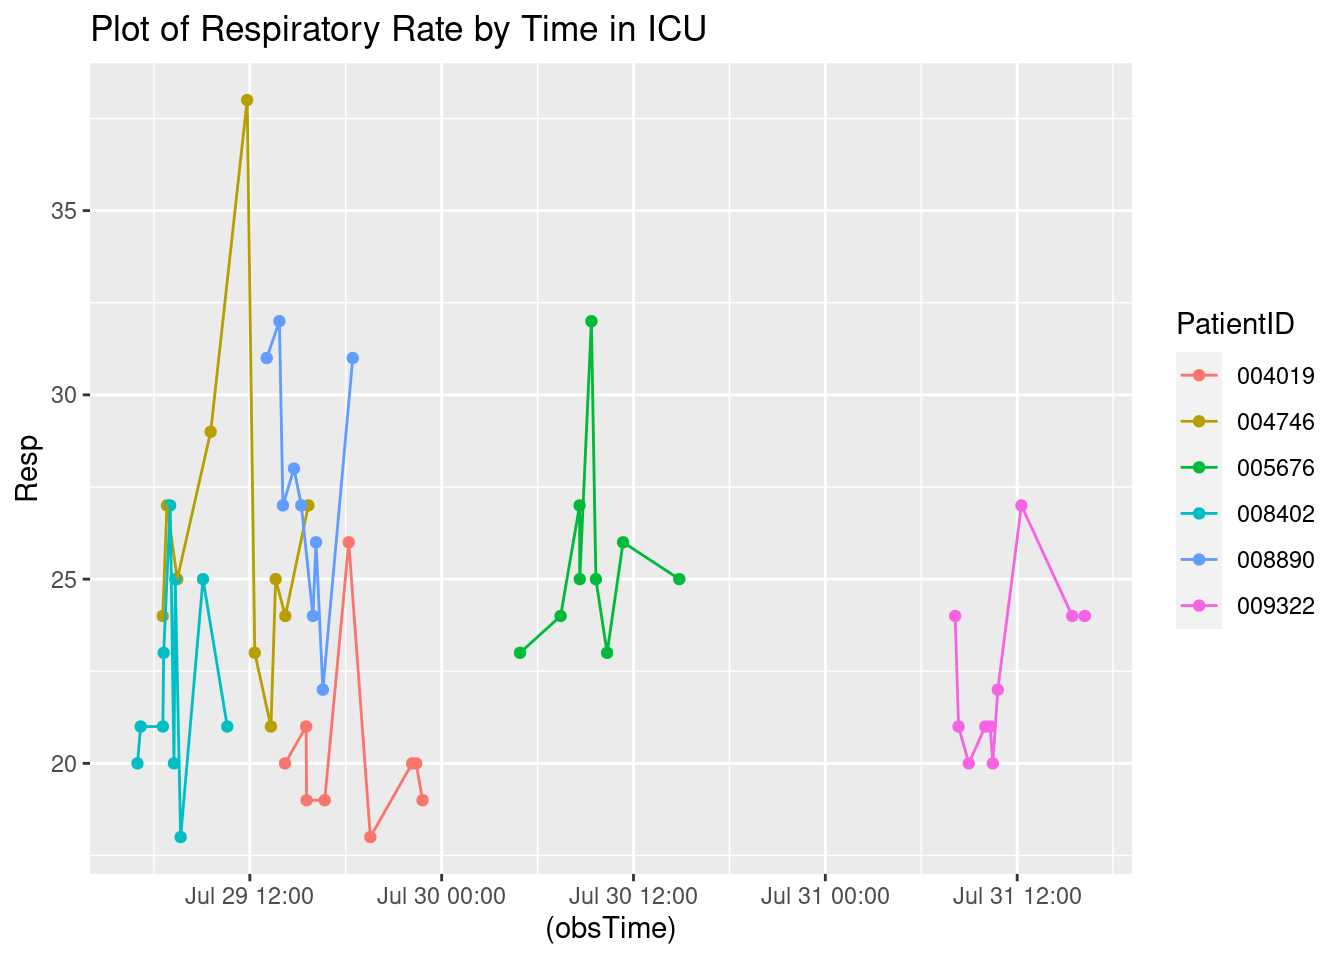 Plot of Respiratory Rate by Time in ICU
Resp
35
30
25
20
Jul 29 12:00
Jul 30 00:00
Jul 30 12:00
Jul 31 00:00
Jul 31 12:00
(obsTime)
PatientID
004019
004746
005676
008402
008890
009322